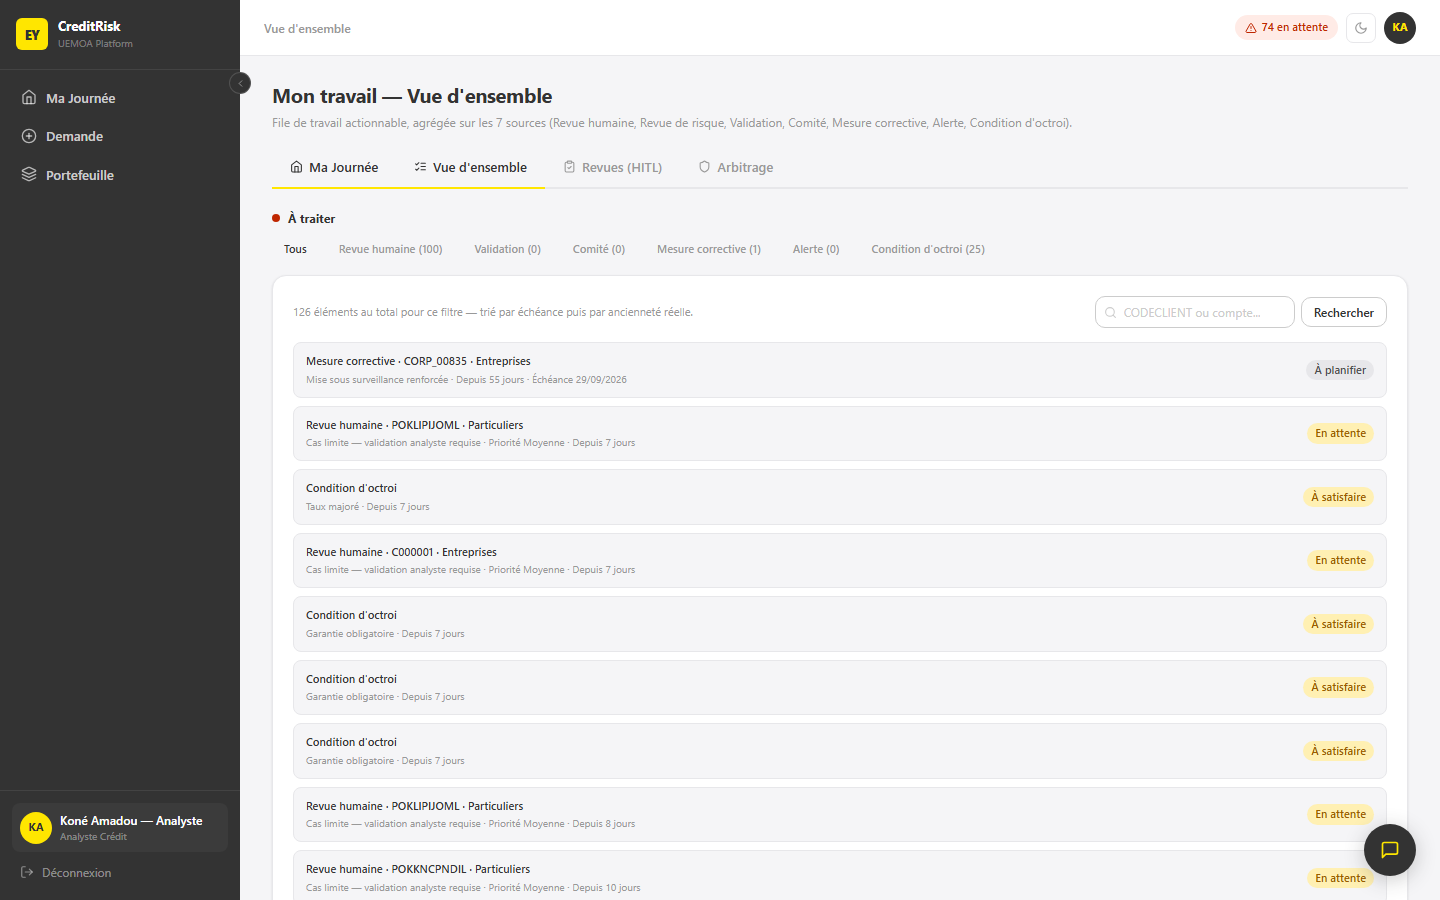 EY
CreditRisk
UEMOA Platform
Ma Journée
Demande
Portefeuille
KA
Koné Amadou — Analyste
Analyste Crédit
Déconnexion
Vue d'ensemble
74 en attente
KA
Mon travail — Vue d'ensemble
File de travail actionnable, agrégée sur les 7 sources (Revue humaine, Revue de risque, Validation, Comité, Mesure corrective, Alerte, Condition d'octroi).
Ma Journée
Vue d'ensemble
Revues (HITL)
Arbitrage
À traiter
Tous
Revue humaine (100)
Validation (0)
Comité (0)
Mesure corrective (1)
Alerte (0)
Condition d'octroi (25)
126 éléments au total pour ce filtre — trié par échéance puis par ancienneté réelle.
CODECLIENT ou compte...
Rechercher
Mesure corrective · CORP_00835 · Entreprises
Mise sous surveillance renforcée · Depuis 55 jours · Échéance 29/09/2026
À planifier
Revue humaine · POKLIPIJOML · Particuliers
Cas limite — validation analyste requise · Priorité Moyenne · Depuis 7 jours
En attente
Condition d'octroi
Taux majoré · Depuis 7 jours
À satisfaire
Revue humaine · C000001 · Entreprises
Cas limite — validation analyste requise · Priorité Moyenne · Depuis 7 jours
En attente
Condition d'octroi
Garantie obligatoire · Depuis 7 jours
À satisfaire
Condition d'octroi
Garantie obligatoire · Depuis 7 jours
À satisfaire
Condition d'octroi
Garantie obligatoire · Depuis 7 jours
À satisfaire
Revue humaine · POKLIPIJOML · Particuliers
Cas limite — validation analyste requise · Priorité Moyenne · Depuis 8 jours
En attente
Revue humaine · POKKNCPNDIL · Particuliers
Cas limite — validation analyste requise · Priorité Moyenne · Depuis 10 jours
En attente